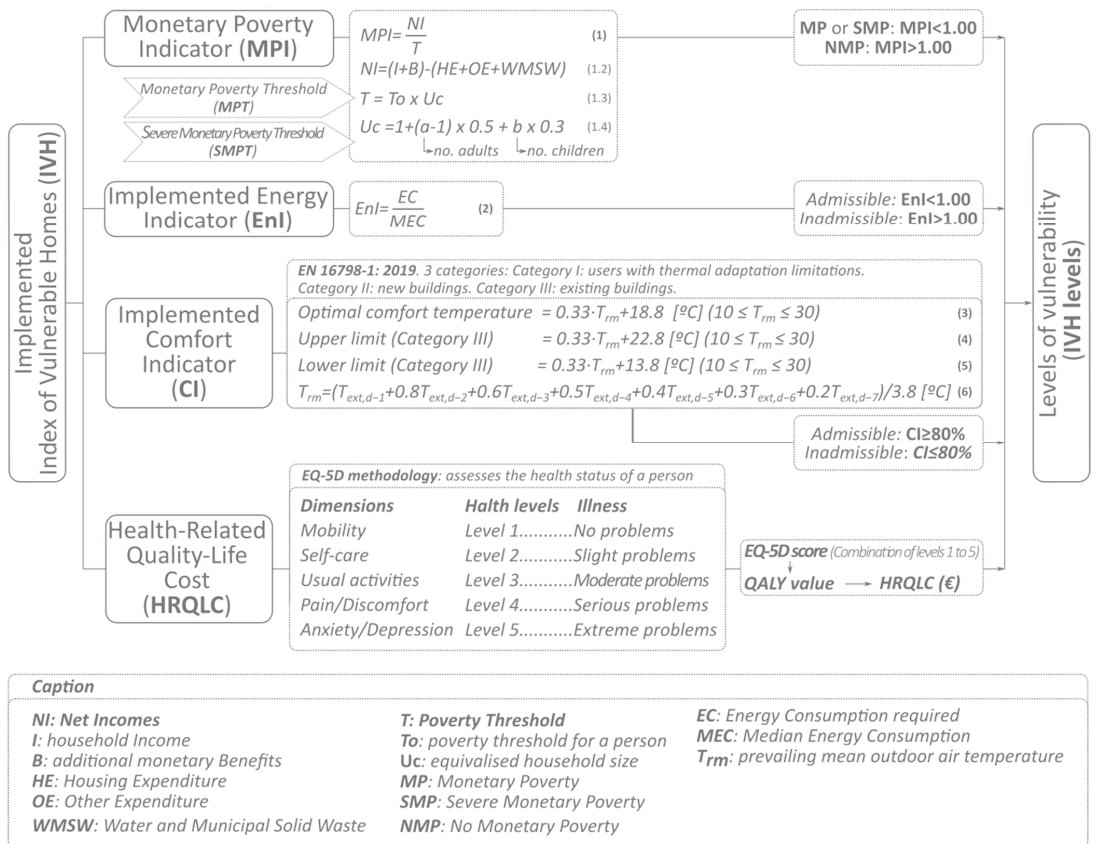 Implemented
Index of Vulnerable Homes (IVH)
Monetary Poverty
Indicator (MPI)
Monetary Poverty Threshold
(MPT)
Severe Monetary Poverty Threshold
(SMPT)
MPI= NI/T (1)
NI=(I+B)-(HE+OE+WMSW) (1.2)
T = To x Uc (1.3)
Uc =1+(a-1) x 0.5 + b x 0.3 (1.4)
no. adults no. children
MP or SMP: MPI<1.00
NMP: MPI>1.00
Implemented Energy
Indicator (EnI)
EnI= EC/MEC (2)
Admissible: EnI<1.00
Inadmissible: EnI>1.00
Implemented
Comfort
Indicator
(CI)
EN 16798-1: 2019. 3 categories: Category I: users with thermal adaptation limitations.
Category II: new buildings. Category III: existing buildings.
Optimal comfort temperature = 0.33·Trm+18.8 [ºC] (10 ≤ Trm ≤ 30) (3)
Upper limit (Category III) = 0.33·Trm+22.8 [ºC] (10 ≤ Trm ≤ 30) (4)
Lower limit (Category III) = 0.33·Trm+13.8 [ºC] (10 ≤ Trm ≤ 30) (5)
Trm=(Text,d−1+0.8Text,d−2+0.6Text,d−3+0.5Text,d−4+0.4Text,d−5+0.3Text,d−6+0.2Text,d−7)/3.8 [ºC] (6)
Admissible: CI≥80%
Inadmissible: CI≤80%
Health-Related
Quality-Life
Cost
(HRQLC)
EQ-5D methodology: assesses the health status of a person
Dimensions Halth levels Illness
Mobility Level 1...........No problems
Self-care Level 2...........Slight problems
Usual activities Level 3...........Moderate problems
Pain/Discomfort Level 4...........Serious problems
Anxiety/Depression Level 5...........Extreme problems
EQ-5D score (Combination of levels 1 to 5)
QALY value HRQLC (€)
Levels of vulnerability
(IVH levels)
Caption
NI: Net Incomes
I: household Income
B: additional monetary Benefits
HE: Housing Expenditure
OE: Other Expenditure
WMSW: Water and Municipal Solid Waste
T: Poverty Threshold
To: poverty threshold for a person
Uc: equivalised household size
MP: Monetary Poverty
SMP: Severe Monetary Poverty
NMP: No Monetary Poverty
EC: Energy Consumption required
MEC: Median Energy Consumption
Trm: prevailing mean outdoor air temperature